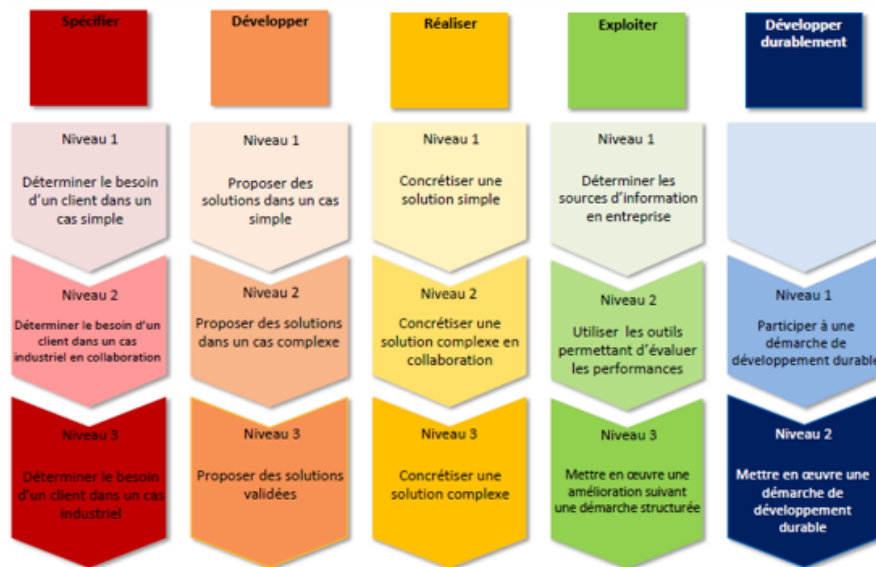 Spécifier
Développer
Réaliser
Exploiter
Développer
durablement
Niveau 1
Déterminer le besoin
d'un client dans un
cas simple
Niveau 1
Proposer des
solutions dans un cas
simple
Niveau 1
Concrétiser une
solution simple
Niveau 1
Déterminer les
sources d'information
en entreprise
Niveau 2
Déterminer le besoin d'un
client dans un cas
industriel en collaboration
Niveau 2
Proposer des solutions
dans un cas complexe
Niveau 2
Concrétiser une
solution complexe en
collaboration
Niveau 2
Utiliser les outils
permettant d'évaluer
les performances
Niveau 1
Participer à une
démarche de
développement durable
Niveau 3
Déterminer le besoin
d'un client dans un cas
industriel
Niveau 3
Proposer des solutions
validées
Niveau 3
Concrétiser une
solution complexe
Niveau 3
Mettre en œuvre une
amélioration suivant
une démarche structurée
Niveau 2
Mettre en œuvre une
démarche de
développement
durable